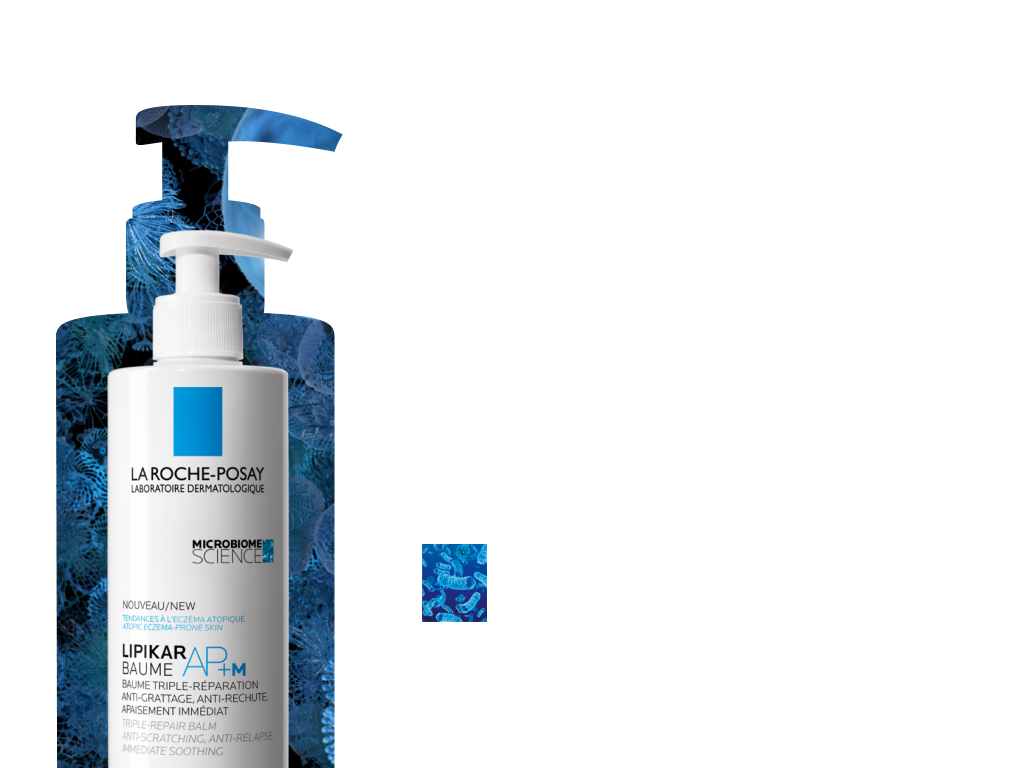 LA ROCHE-POSAY
LABORATOIRE DERMATOLOGIQUE
MICROBIOME
SCIENCE
NOUVEAU/NEW
TENDANCES À L'ECZÉMA ATOPIQUE
ATOPIC ECZEMA-PRONE SKIN
LIPIKAR AP+M
BAUME
BAUME TRIPLE-RÉPARATION
ANTI-GRATTAGE, ANTI-RECHUTE,
APAISEMENT IMMÉDIAT
TRIPLE-REPAIR BALM
ANTI-SCRATCHING, ANTI-RELAPSE,
IMMEDIATE SOOTHING